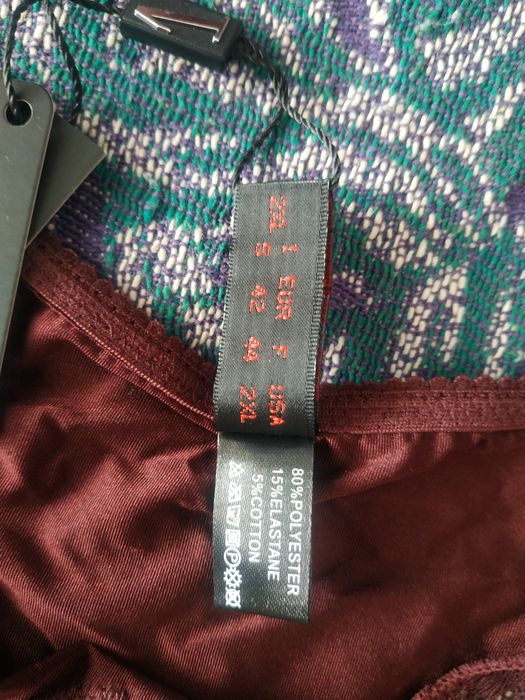 2XL I EUR F USA
5 42 44 2XL
80%POLYESTER
15%ELASTANE
5%COTTON